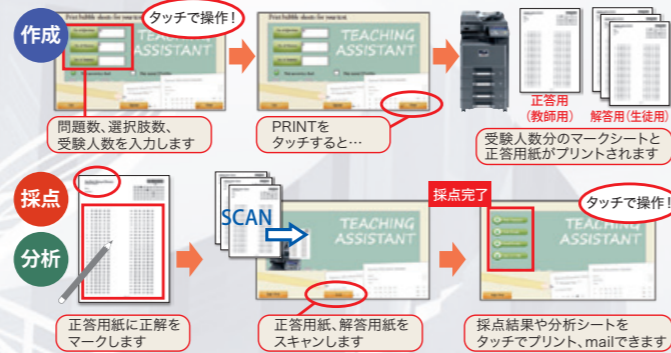 作成
Print bubble sheets for your test
タッチで操作!
TEACHING
ASSISTANT
問題数、選択肢数、
受験人数を入力します
TEACHING
ASSISTANT
PRINTを
タッチすると…
正答用
(教師用)
解答用(生徒用)
受験人数分のマークシートと
正答用紙がプリントされます
採点
分析
正答用紙に正解を
マークします
SCAN
TEACHING
ASSISTANT
正答用紙、解答用紙を
スキャンします
採点完了
タッチで操作!
TEACHING
ASSISTANT
採点結果や分析シートを
タッチでプリント、mailできます